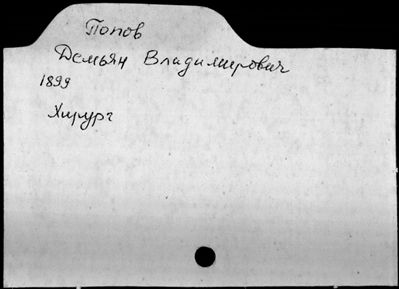 Попов
Демьян Владимирович
1899
Хирург